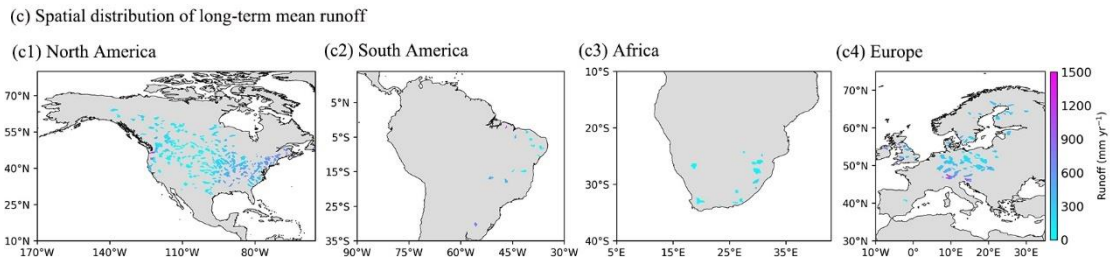 (c) Spatial distribution of long-term mean runoff
(c1) North America
(c2) South America
(c3) Africa
(c4) Europe
70°N
55°N
40°N
25°N
10°N
170°W
140°W
110°W
80°W
5°N
5°S
15°S
25°S
35°S
90°W
75°W
60°W
45°W
30°W
10°S
20°S
30°S
40°S
5°E
15°E
25°E
35°E
70°N
60°N
50°N
40°N
30°N
0°
10°E
20°E
30°E
1500
1200
900
600
300
0
Runoff (mm yr⁻¹)